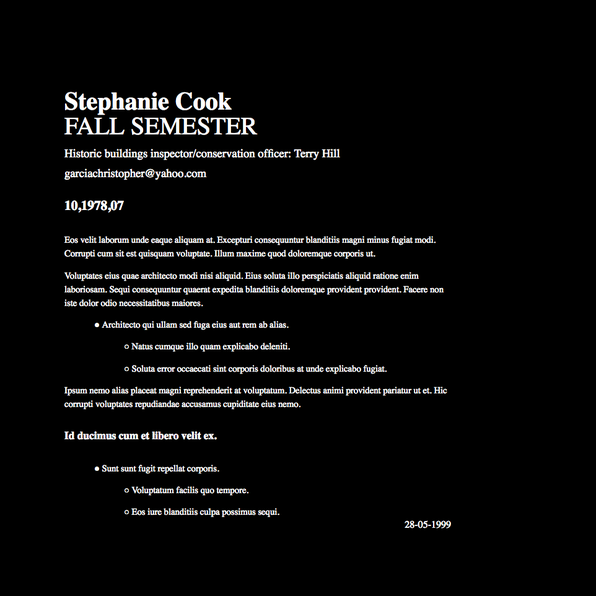 Stephanie Cook
FALL SEMESTER
Historic buildings inspector/conservation officer: Terry Hill
garciachristopher@yahoo.com
10,1978,07
Eos velit laborum unde eaque aliquam at. Excepturi consequuntur blanditiis magni minus fugiat modi.
Corrupti cum sit est quisquam voluptate. Illum maxime quod doloremque corporis ut.
Voluptates eius quae architecto modi nisi aliquid. Eius soluta illo perspiciatis aliquid ratione enim
laboriosam. Sequi consequuntur quaerat expedita blanditiis doloremque provident provident. Facere non
iste dolor odio necessitatibus maiores.
● Architecto qui ullam sed fuga eius aut rem ab alias.
○ Natus cumque illo quam explicabo deleniti.
○ Soluta error occaecati sint corporis doloribus at unde explicabo fugiat.
Ipsum nemo alias placeat magni reprehenderit at voluptatum. Delectus animi provident pariatur ut et. Hic
corrupti voluptates repudiandae accusamus cupiditate eius nemo.
Id ducimus cum et libero velit ex.
● Sunt sunt fugit repellat corporis.
○ Voluptatum facilis quo tempore.
○ Eos iure blanditiis culpa possimus sequi.
28-05-1999